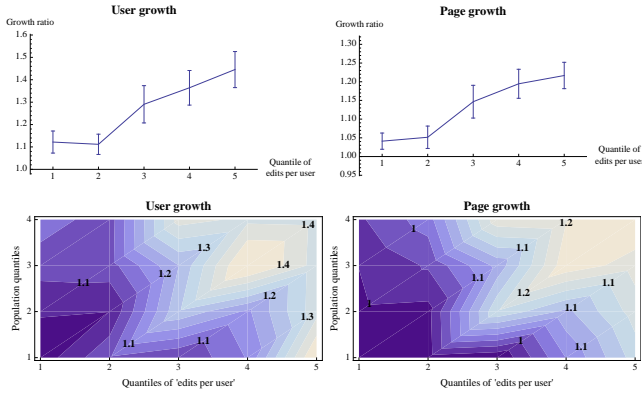 User growth
Growth ratio
1.6
1.5
1.4
1.3
1.2
1.1
1.0
1 2 3 4 5
Quantile of
edits per user
Page growth
Growth ratio
1.30
1.25
1.20
1.15
1.10
1.05
1.00
0.95
1 2 3 4 5
Quantile of
edits per user
User growth
Population quantiles
4
3
2
1
1.4
1.3
1.4
1.2
1.1
1.2
1.3
1.1
1.1
1 2 3 4 5
Quantiles of 'edits per user'
Page growth
Population quantiles
4
3
2
1
1.2
1
1.1
1.1
1.1
1.2
1
1.1
1
1.1
1 2 3 4 5
Quantiles of 'edits per user'